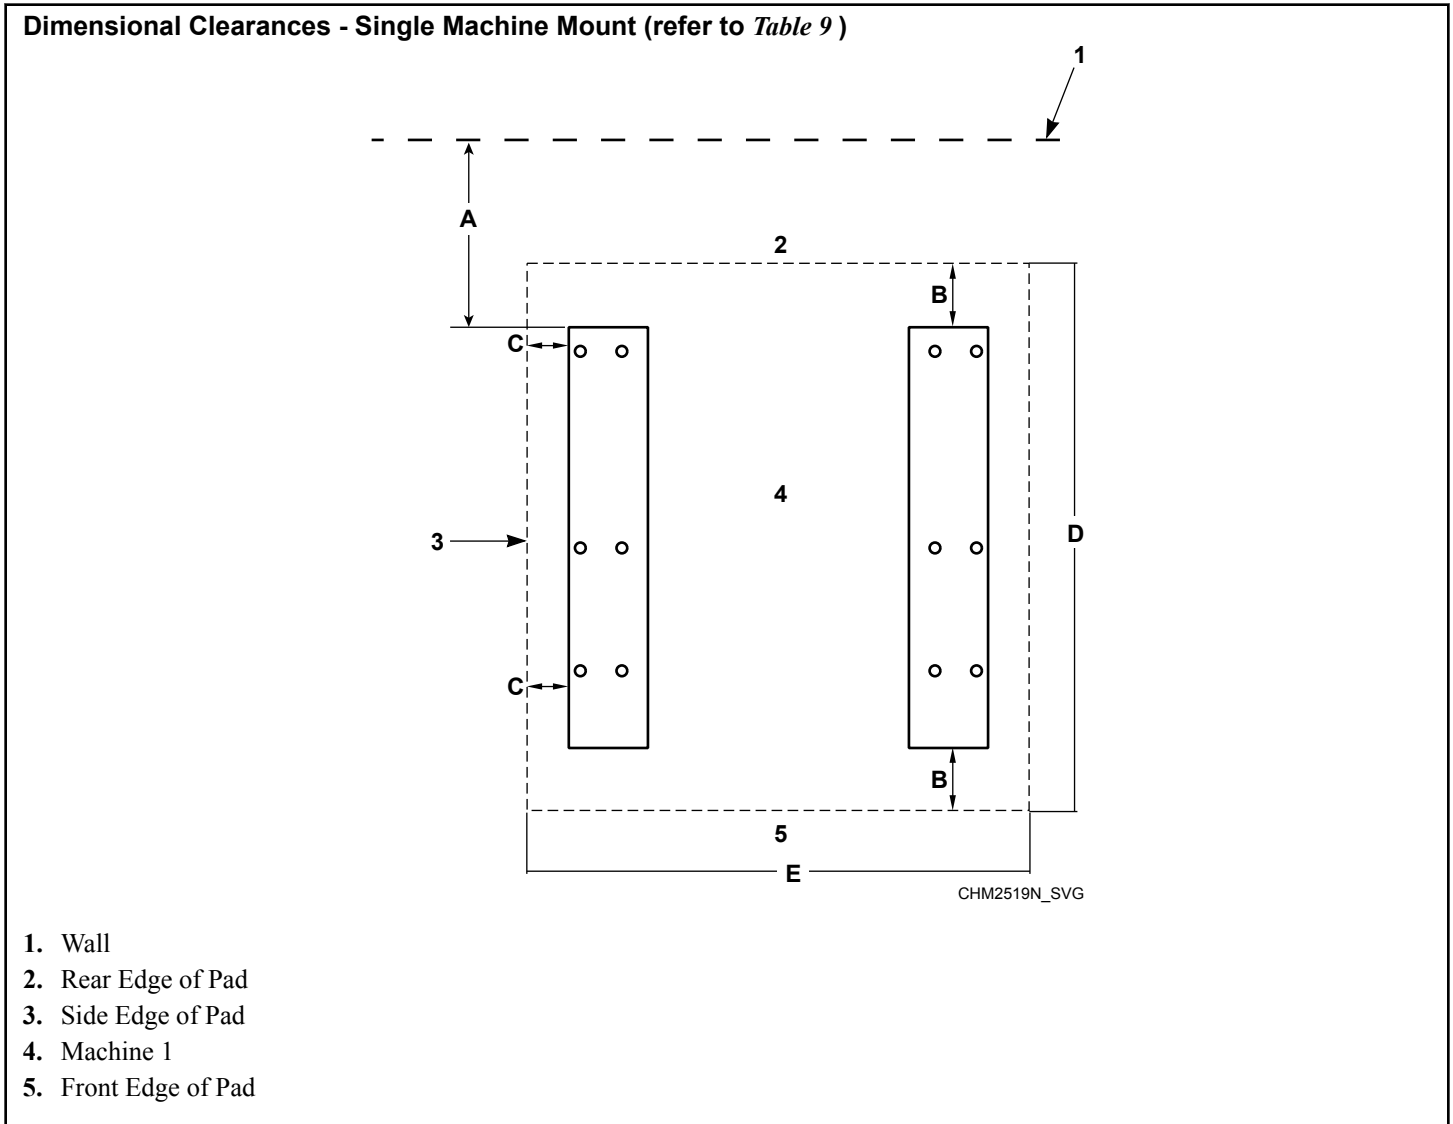 Dimensional Clearances - Single Machine Mount (refer to Table 9 )
1
A
2
B
C
4
3
D
C
B
5
E
CHM2519N_SVG
1. Wall
2. Rear Edge of Pad
3. Side Edge of Pad
4. Machine 1
5. Front Edge of Pad